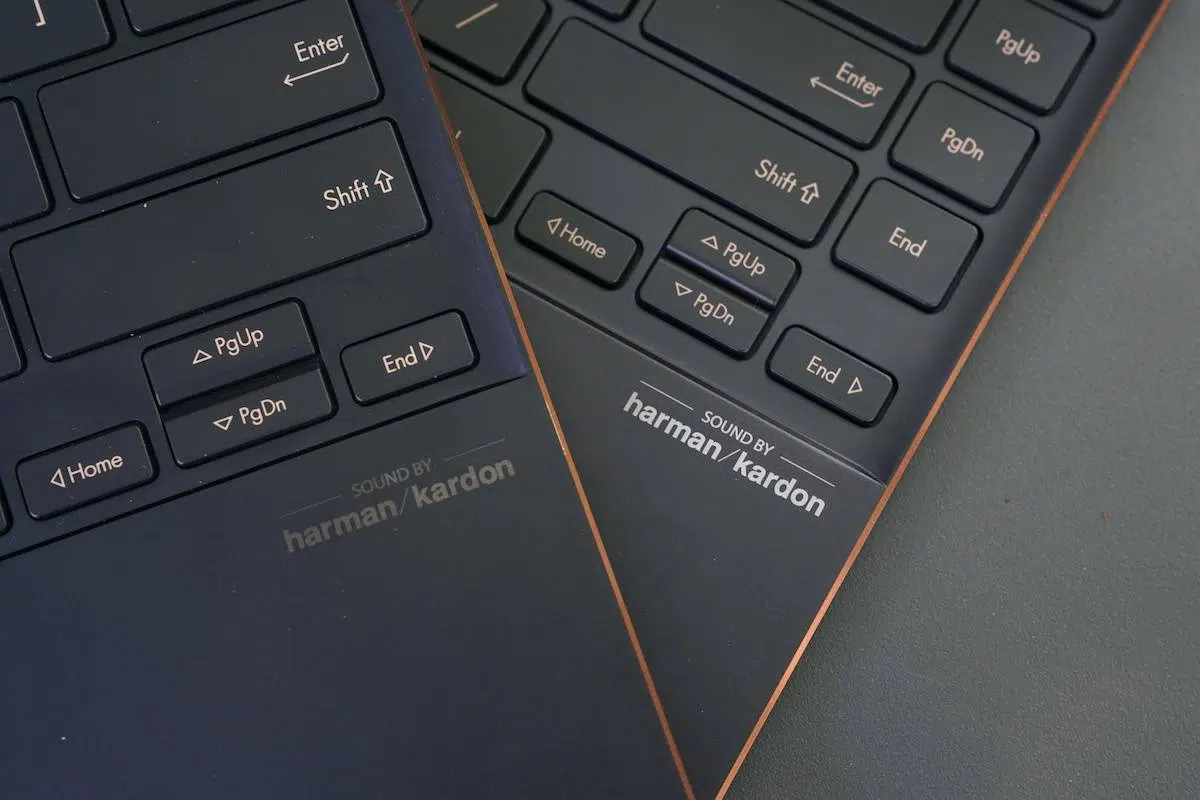 ]
Enter
Shift
PgUp
PgDn
End
Home
SOUND BY
harman/kardon
/
Enter
PgUp
Shift
PgDn
Home
PgUp
PgDn
End
End
SOUND BY
harman/kardon